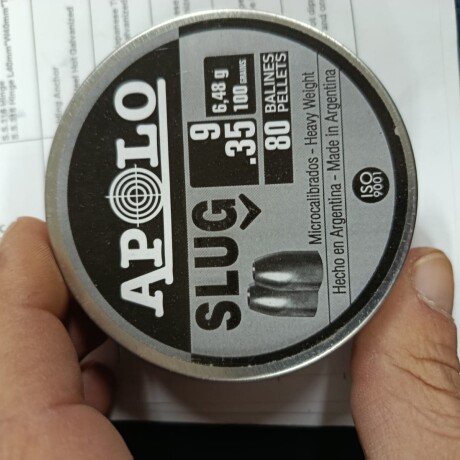 APOLO
SLUG
9
.35
6,48 g
100 GRAINS
80 BALINES
PELLETS
Microcalibrados - Heavy Weight
Hecho en Argentina - Made in Argentina
ISO
9001